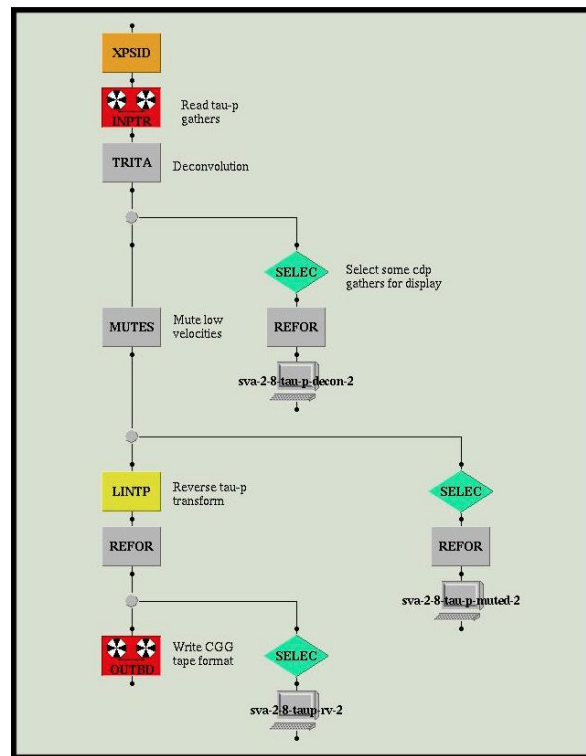 XPSID
INPTR
Read tau-p
gathers
TRITA
Deconvolution
SELEC
Select some cdp
gathers for display
MUTES
Mute low
velocities
REFOR
sva-2-8-tau-p-decon-2
LINTP
Reverse tau-p
transform
SELEC
REFOR
REFOR
sva-2-8-tau-p-muted-2
OUTBD
Write CGG
tape format
SELEC
sva-2-8-taup-rv-2